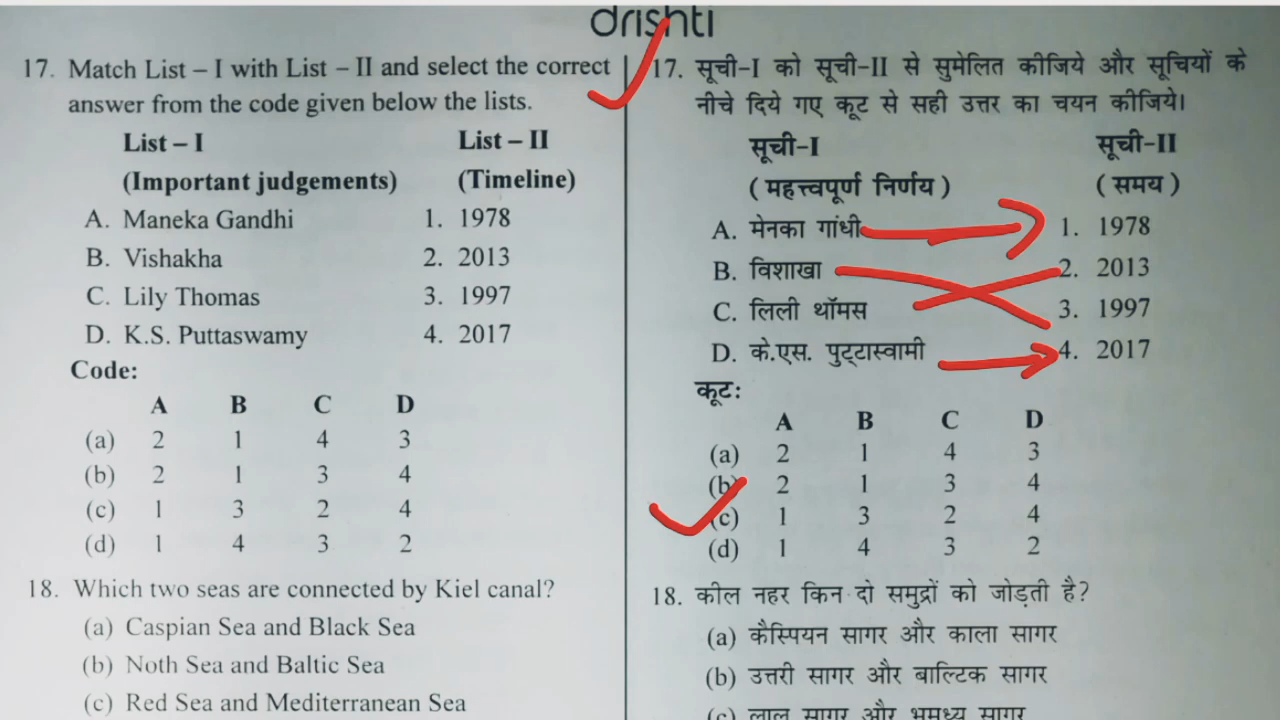 drishti
17. Match List – I with List – II and select the correct
answer from the code given below the lists.
List – I List – II
(Important judgements) (Timeline)
A. Maneka Gandhi 1. 1978
B. Vishakha 2. 2013
C. Lily Thomas 3. 1997
D. K.S. Puttaswamy 4. 2017
Code:
A B C D
(a) 2 1 4 3
(b) 2 1 3 4
(c) 1 3 2 4
(d) 1 4 3 2
18. Which two seas are connected by Kiel canal?
(a) Caspian Sea and Black Sea
(b) Noth Sea and Baltic Sea
(c) Red Sea and Mediterranean Sea
17. सूची-I को सूची-II से सुमेलित कीजिये और सूचियों के
नीचे दिये गए कूट से सही उत्तर का चयन कीजिये।
सूची-I सूची-II
(महत्त्वपूर्ण निर्णय) (समय)
A. मेनका गांधी 1. 1978
B. विशाखा 2. 2013
C. लिली थॉमस 3. 1997
D. के.एस. पुट्टास्वामी 4. 2017
कूटः
A B C D
(a) 2 1 4 3
(b) 2 1 3 4
(c) 1 3 2 4
(d) 1 4 3 2
18. कील नहर किन दो समुद्रों को जोड़ती है?
(a) कैस्पियन सागर और काला सागर
(b) उत्तरी सागर और बाल्टिक सागर
(c) लाल सागर और भूमध्य सागर